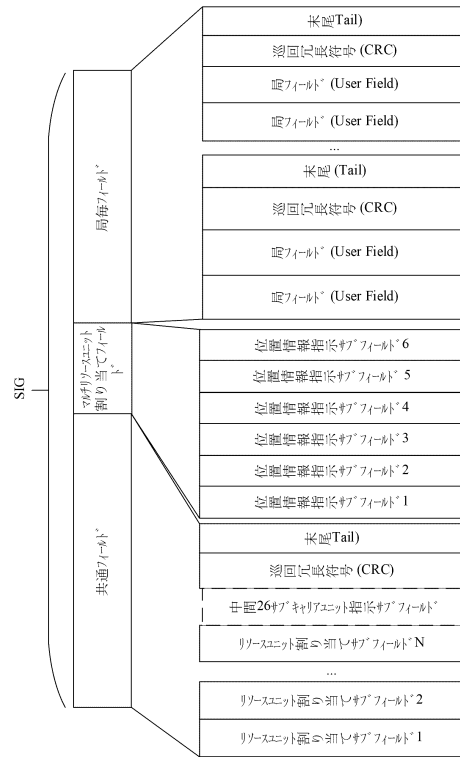 SIG
共通フィールド
マルチリソースユニット
割り当てフィール
ド
局毎フィールド
リソースユニット割り当てサブフィールド1
リソースユニット割り当てサブフィールド2
...
リソースユニット割り当てサブフィールドN
中間26サブキャリアユニット指示サブフィールド
巡回冗長符号 (CRC)
末尾Tail)
位置情報指示サブフィールド1
位置情報指示サブフィールド2
位置情報指示サブフィールド3
位置情報指示サブフィールド4
位置情報指示サブフィールド5
位置情報指示サブフィールド6
局フィールド (User Field)
局フィールド (User Field)
巡回冗長符号 (CRC)
末尾 (Tail)
...
局フィールド (User Field)
局フィールド (User Field)
巡回冗長符号 (CRC)
末尾Tail)